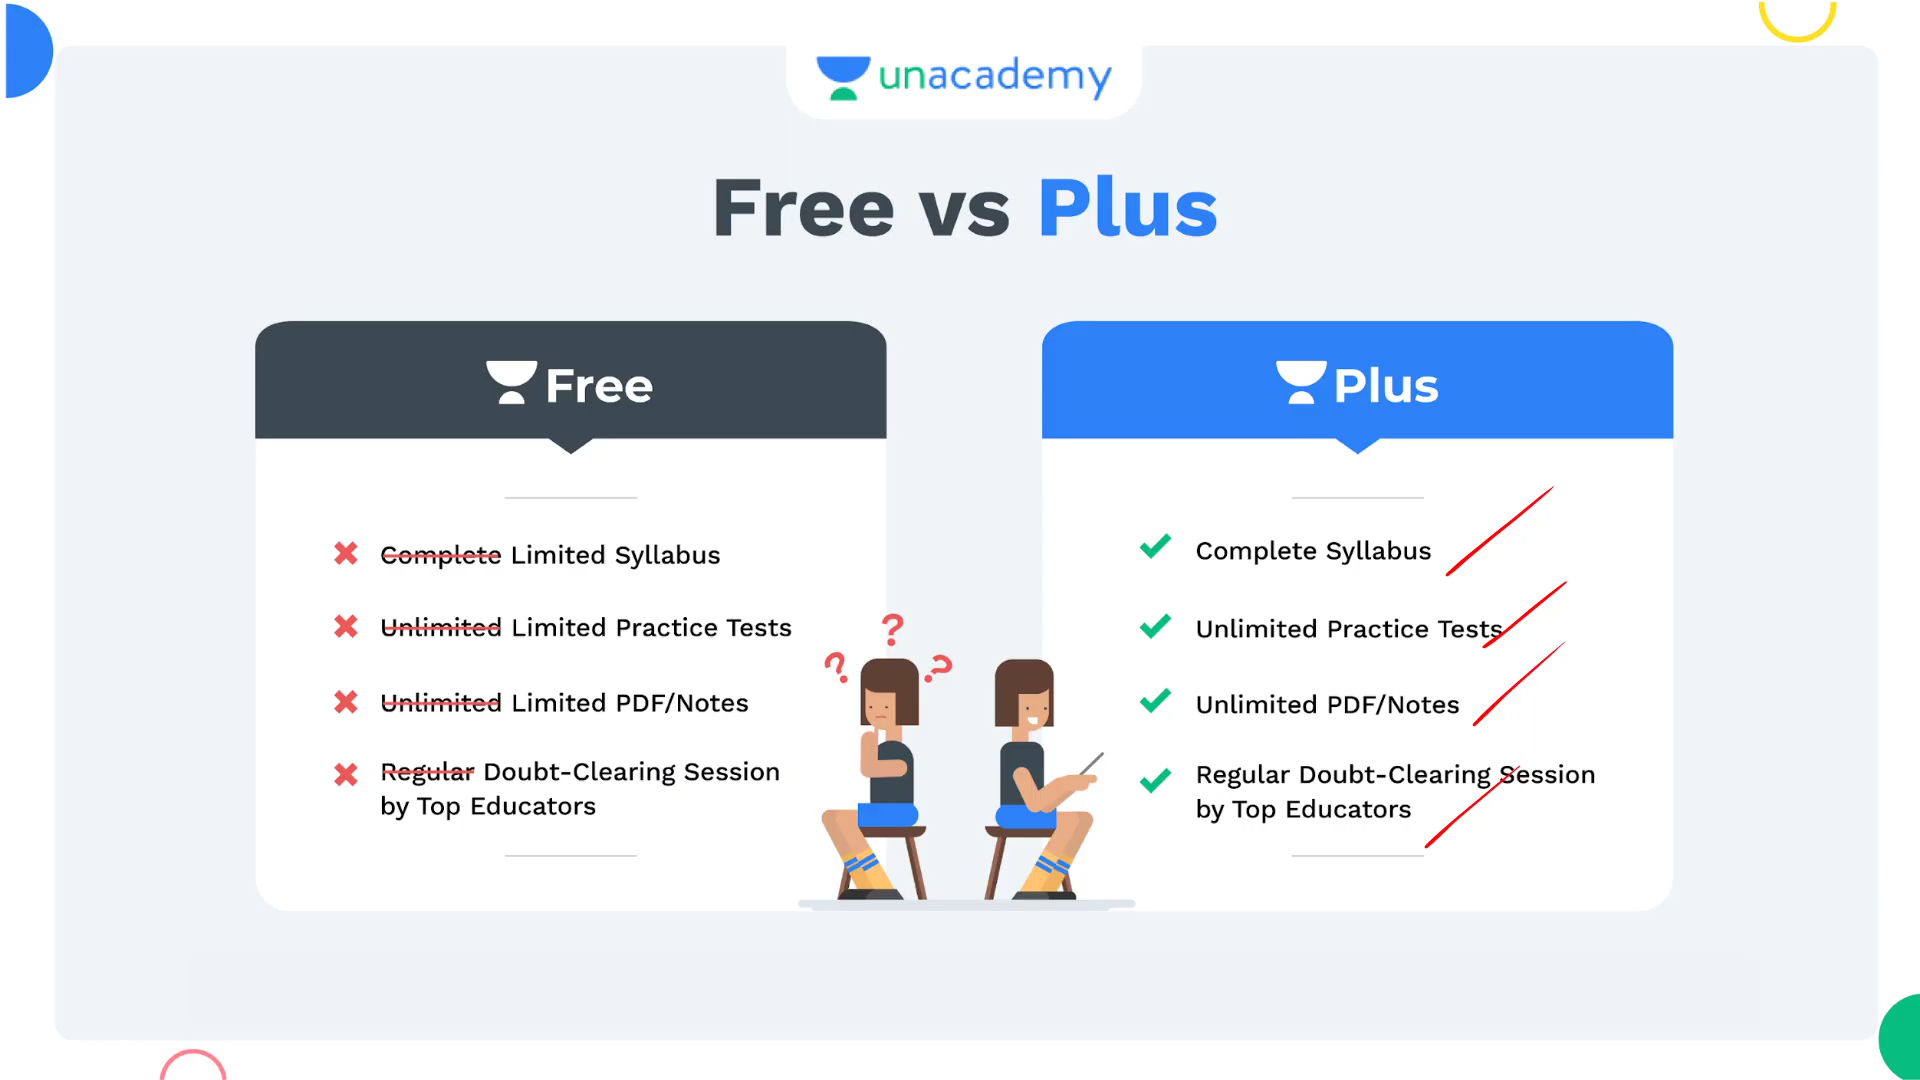 unacademy
Free vs Plus
Free
Complete Limited Syllabus
Unlimited Limited Practice Tests
Unlimited Limited PDF/Notes
Regular Doubt-Clearing Session
by Top Educators
? ? ?
Plus
Complete Syllabus
Unlimited Practice Tests
Unlimited PDF/Notes
Regular Doubt-Clearing Session
by Top Educators